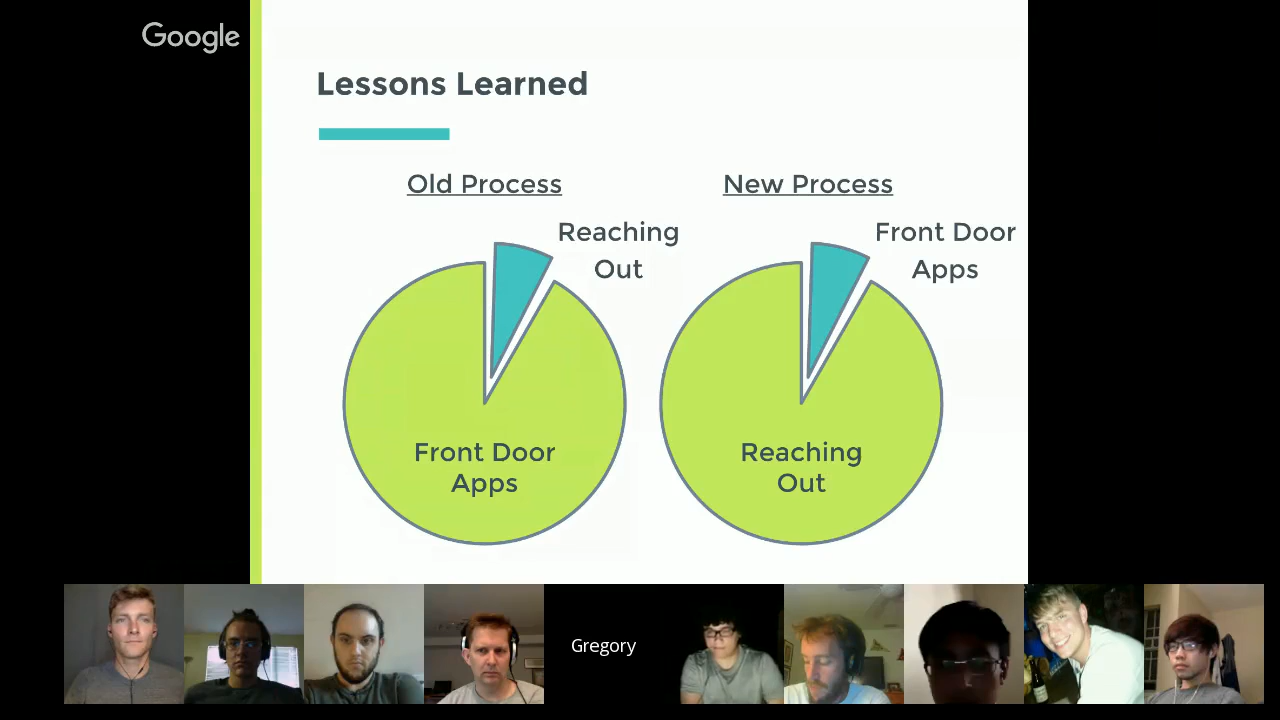 Google
Lessons Learned
Old Process
New Process
Reaching
Out
Front Door
Apps
Front Door
Apps
Reaching
Out
Gregory